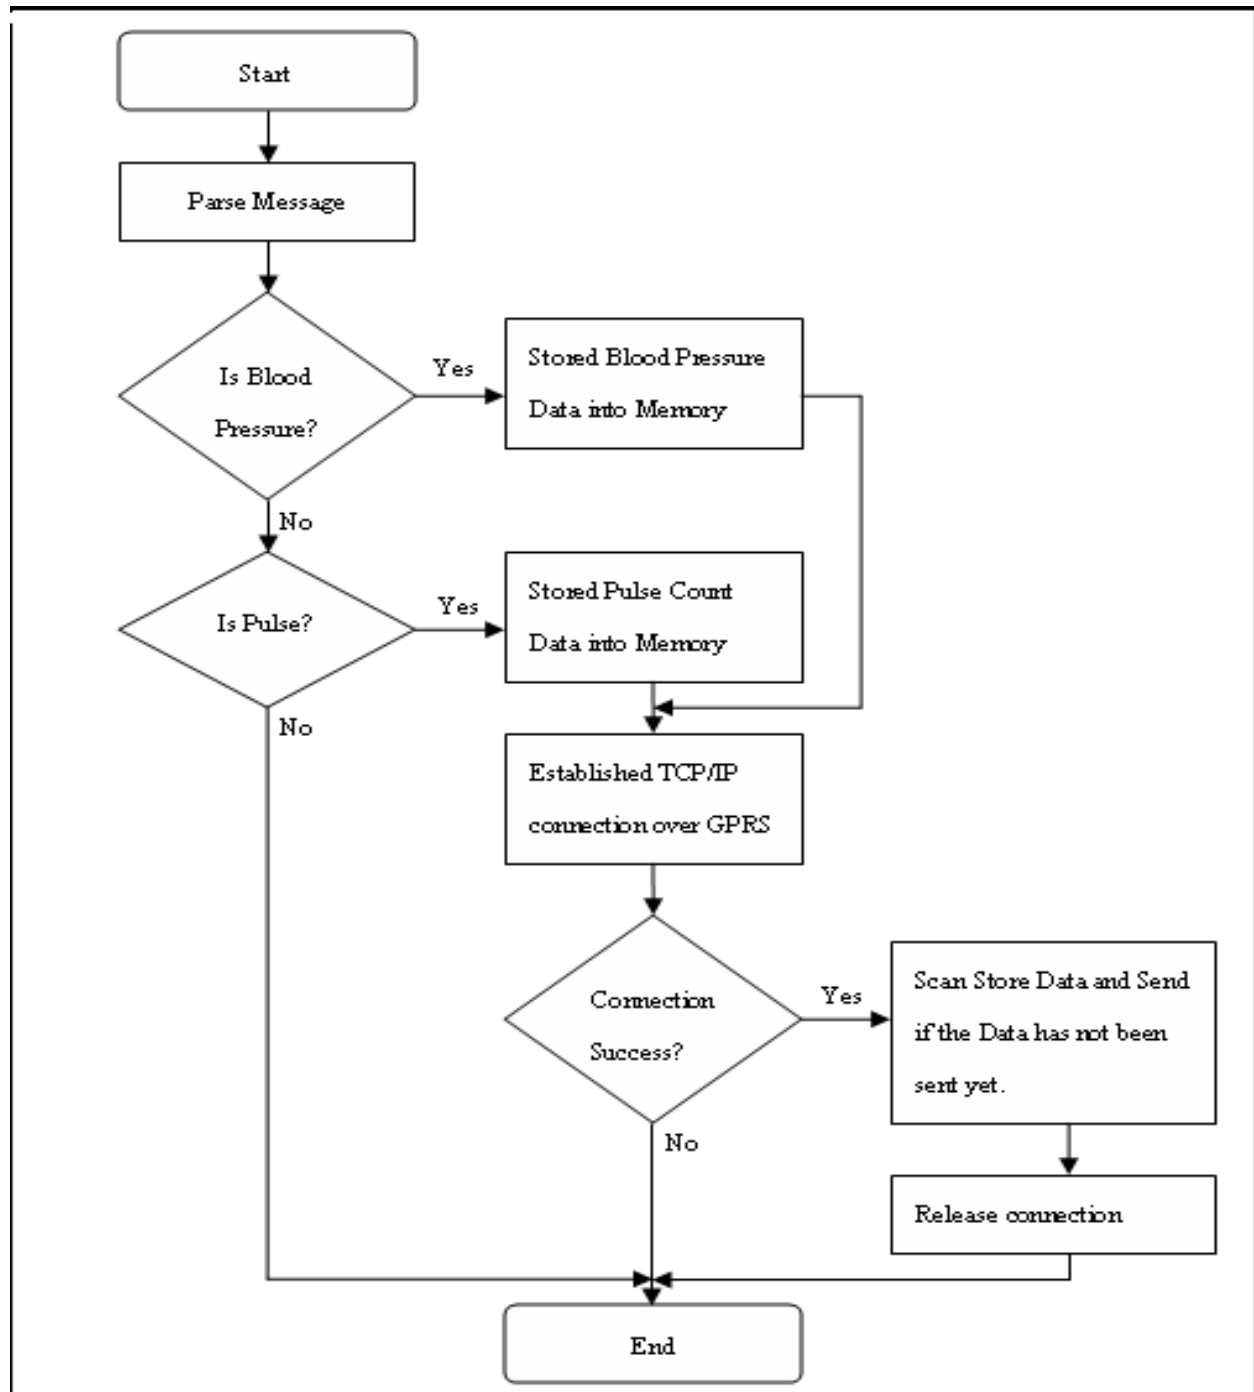 Start
Parse Message
Is Blood
Pressure?
Yes
Stored Blood Pressure
Data into Memory
No
Is Pulse?
Yes
Stored Pulse Count
Data into Memory
No
Established TCP/IP
connection over GPRS
Connection
Success?
Yes
Scan Store Data and Send
if the Data has not been
sent yet.
No
Release connection
End